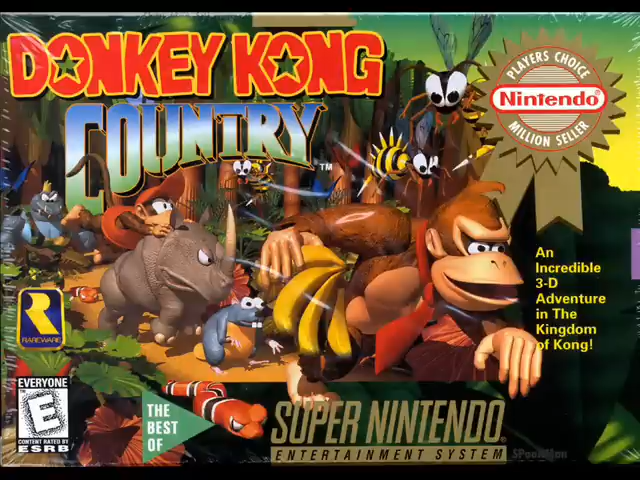 DONKEY KONG
COUNTRY
™
PLAYERS CHOICE
Nintendo®
MILLION SELLER
An
Incredible
3-D
Adventure
in The
Kingdom
of Kong!
R
RAREWARE
EVERYONE
E
CONTENT RATED BY
ESRB
THE
BEST
OF
SUPER NINTENDO®
ENTERTAINMENT SYSTEM
SPookMan